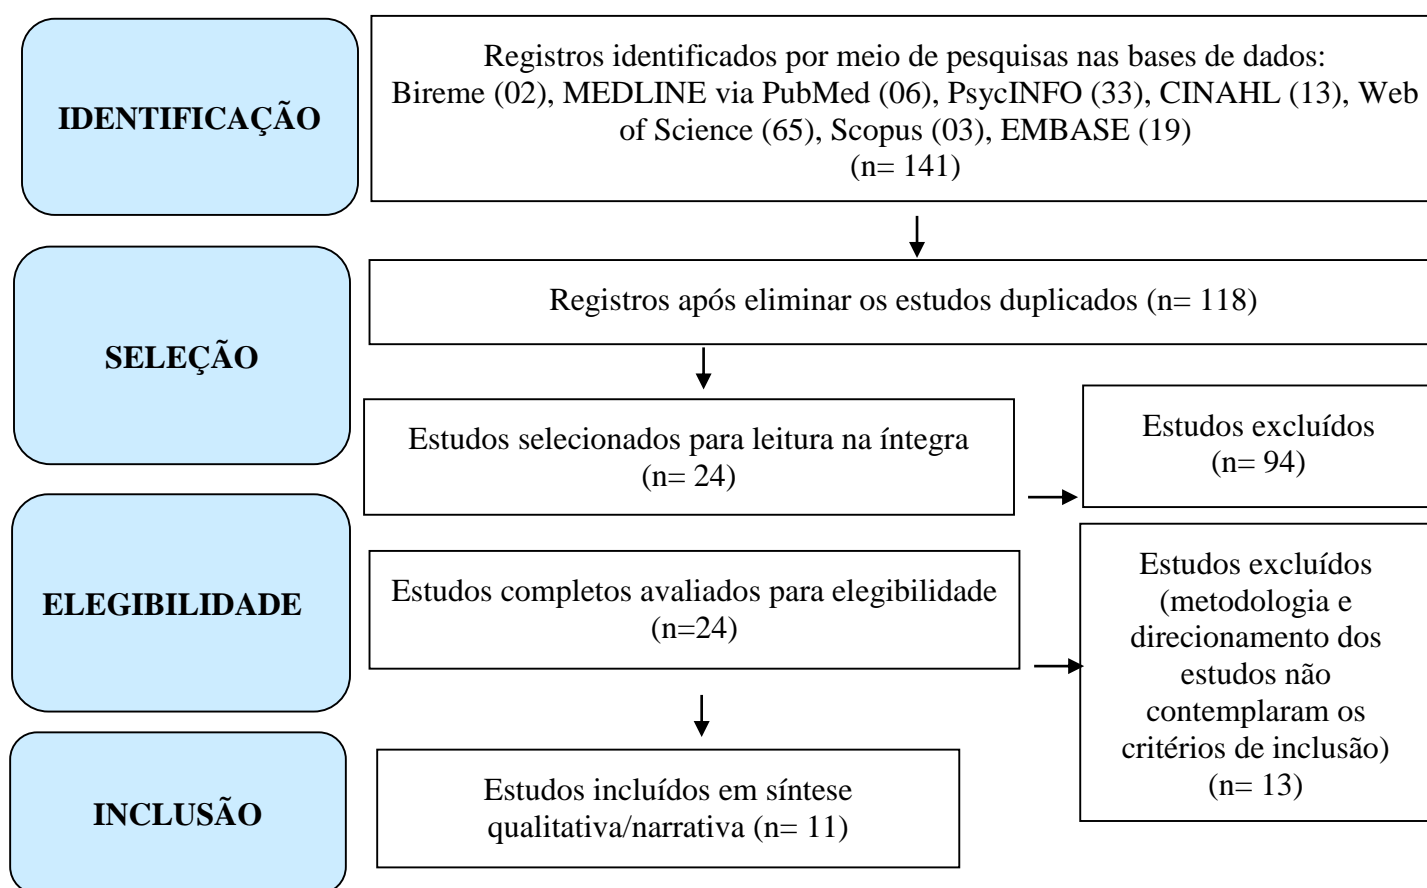 IDENTIFICAÇÃO
Registros identificados por meio de pesquisas nas bases de dados:
Bireme (02), MEDLINE via PubMed (06), PsycINFO (33), CINAHL (13), Web
of Science (65), Scopus (03), EMBASE (19)
(n= 141)
SELEÇÃO
Registros após eliminar os estudos duplicados (n= 118)
Estudos selecionados para leitura na íntegra
(n= 24)
Estudos excluídos
(n= 94)
ELEGIBILIDADE
Estudos completos avaliados para elegibilidade
(n=24)
Estudos excluídos
(metodologia e
direcionamento dos
estudos não
contemplaram os
critérios de inclusão)
(n= 13)
INCLUSÃO
Estudos incluídos em síntese
qualitativa/narrativa (n= 11)